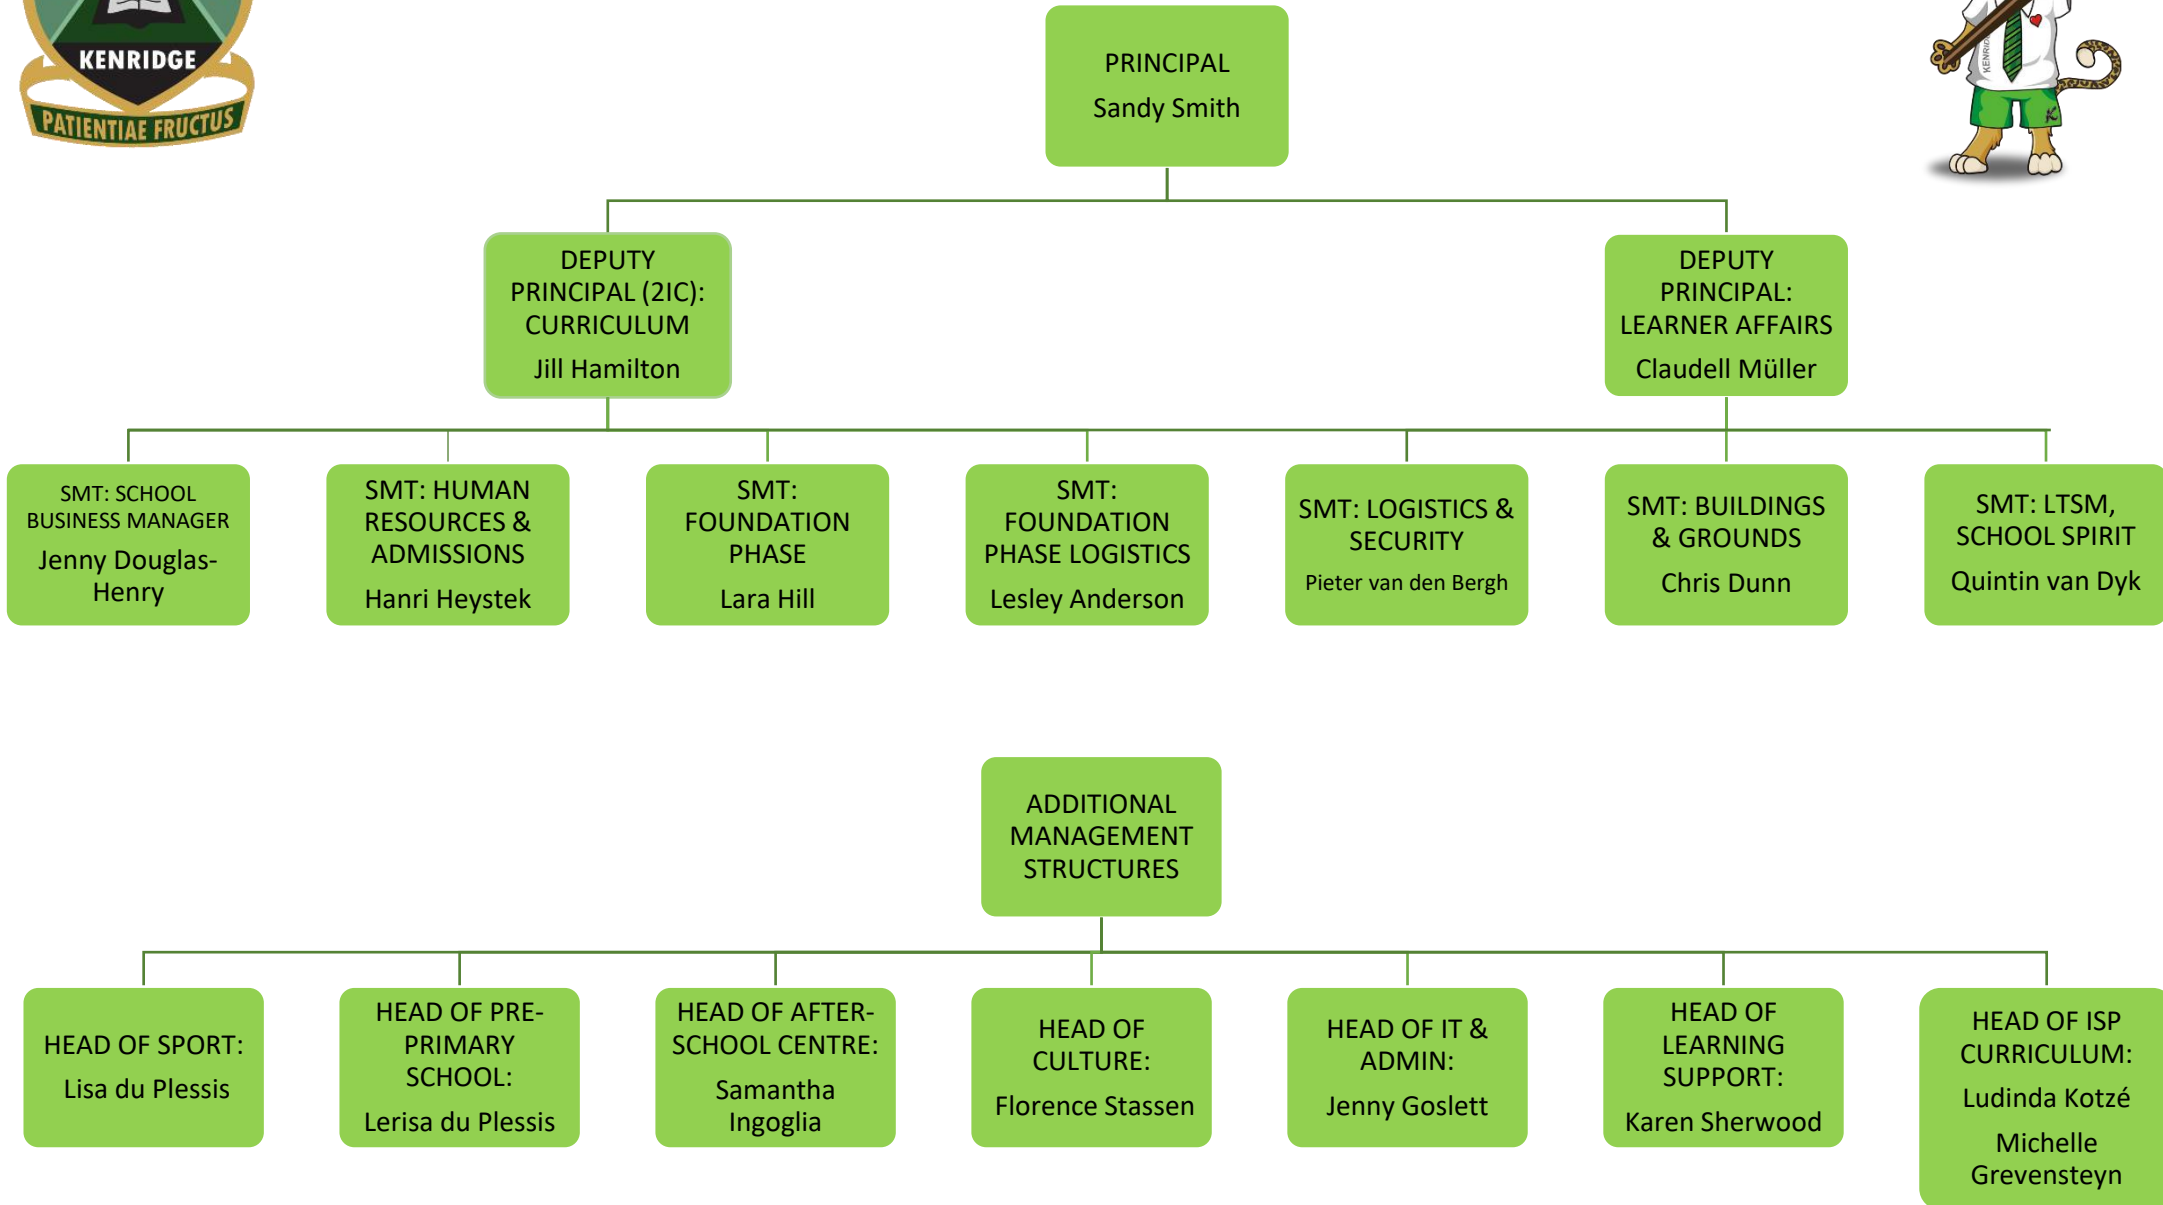 KENRIDGE
PATIENTIAE FRUCTUS
KENRIDGE
K
PRINCIPAL
Sandy Smith
DEPUTY
PRINCIPAL (2IC):
CURRICULUM
Jill Hamilton
DEPUTY
PRINCIPAL:
LEARNER AFFAIRS
Claudell Müller
SMT: SCHOOL
BUSINESS MANAGER
Jenny Douglas-
Henry
SMT: HUMAN
RESOURCES &
ADMISSIONS
Hanri Heystek
SMT:
FOUNDATION
PHASE
Lara Hill
SMT:
FOUNDATION
PHASE LOGISTICS
Lesley Anderson
SMT: LOGISTICS &
SECURITY
Pieter van den Bergh
SMT: BUILDINGS
& GROUNDS
Chris Dunn
SMT: LTSM,
SCHOOL SPIRIT
Quintin van Dyk
ADDITIONAL
MANAGEMENT
STRUCTURES
HEAD OF SPORT:
Lisa du Plessis
HEAD OF PRE-
PRIMARY
SCHOOL:
Lerisa du Plessis
HEAD OF AFTER-
SCHOOL CENTRE:
Samantha
Ingoglia
HEAD OF
CULTURE:
Florence Stassen
HEAD OF IT &
ADMIN:
Jenny Goslett
HEAD OF
LEARNING
SUPPORT:
Karen Sherwood
HEAD OF ISP
CURRICULUM:
Ludinda Kotzé
Michelle
Grevensteyn